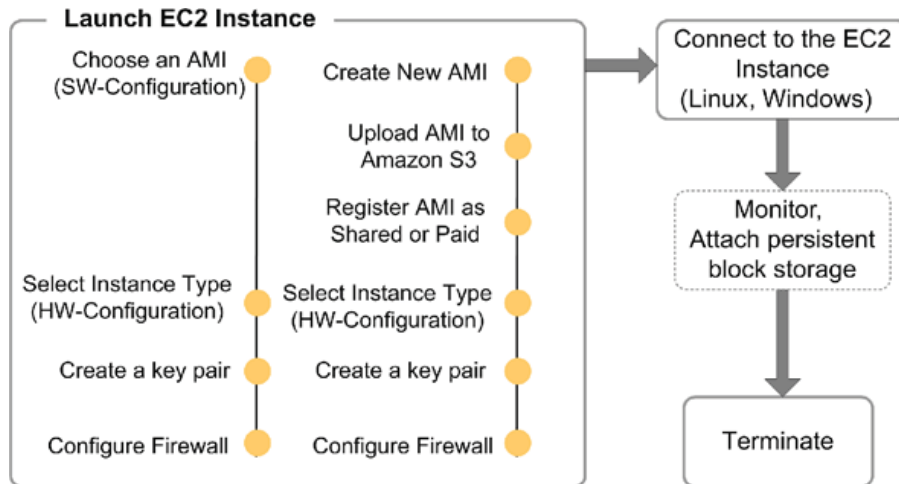 Launch EC2 Instance
Choose an AMI
(SW-Configuration)
Select Instance Type
(HW-Configuration)
Create a key pair
Configure Firewall
Create New AMI
Upload AMI to
Amazon S3
Register AMI as
Shared or Paid
Select Instance Type
(HW-Configuration)
Create a key pair
Configure Firewall
Connect to the EC2
Instance
(Linux, Windows)
Monitor,
Attach persistent
block storage
Terminate